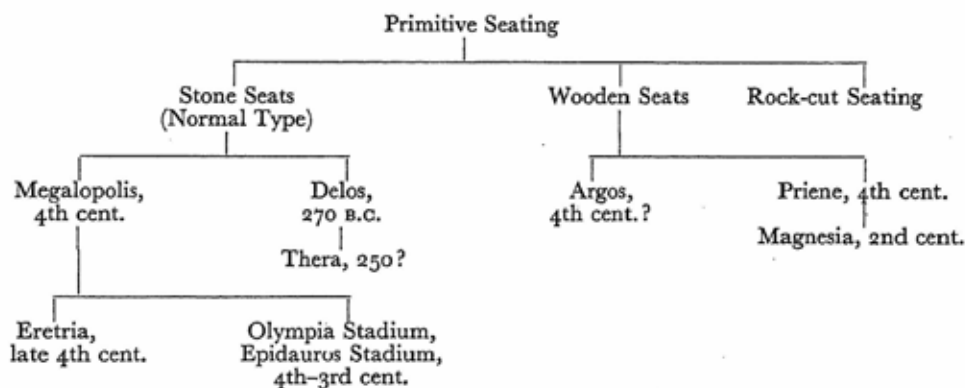 Primitive Seating
Stone Seats
(Normal Type)
Wooden Seats
Rock-cut Seating
Megalopolis,
4th cent.
Delos,
270 B.C.
Thera, 250?
Argos,
4th cent.?
Priene, 4th cent.
Magnesia, 2nd cent.
Eretria,
late 4th cent.
Olympia Stadium,
Epidauros Stadium,
4th–3rd cent.